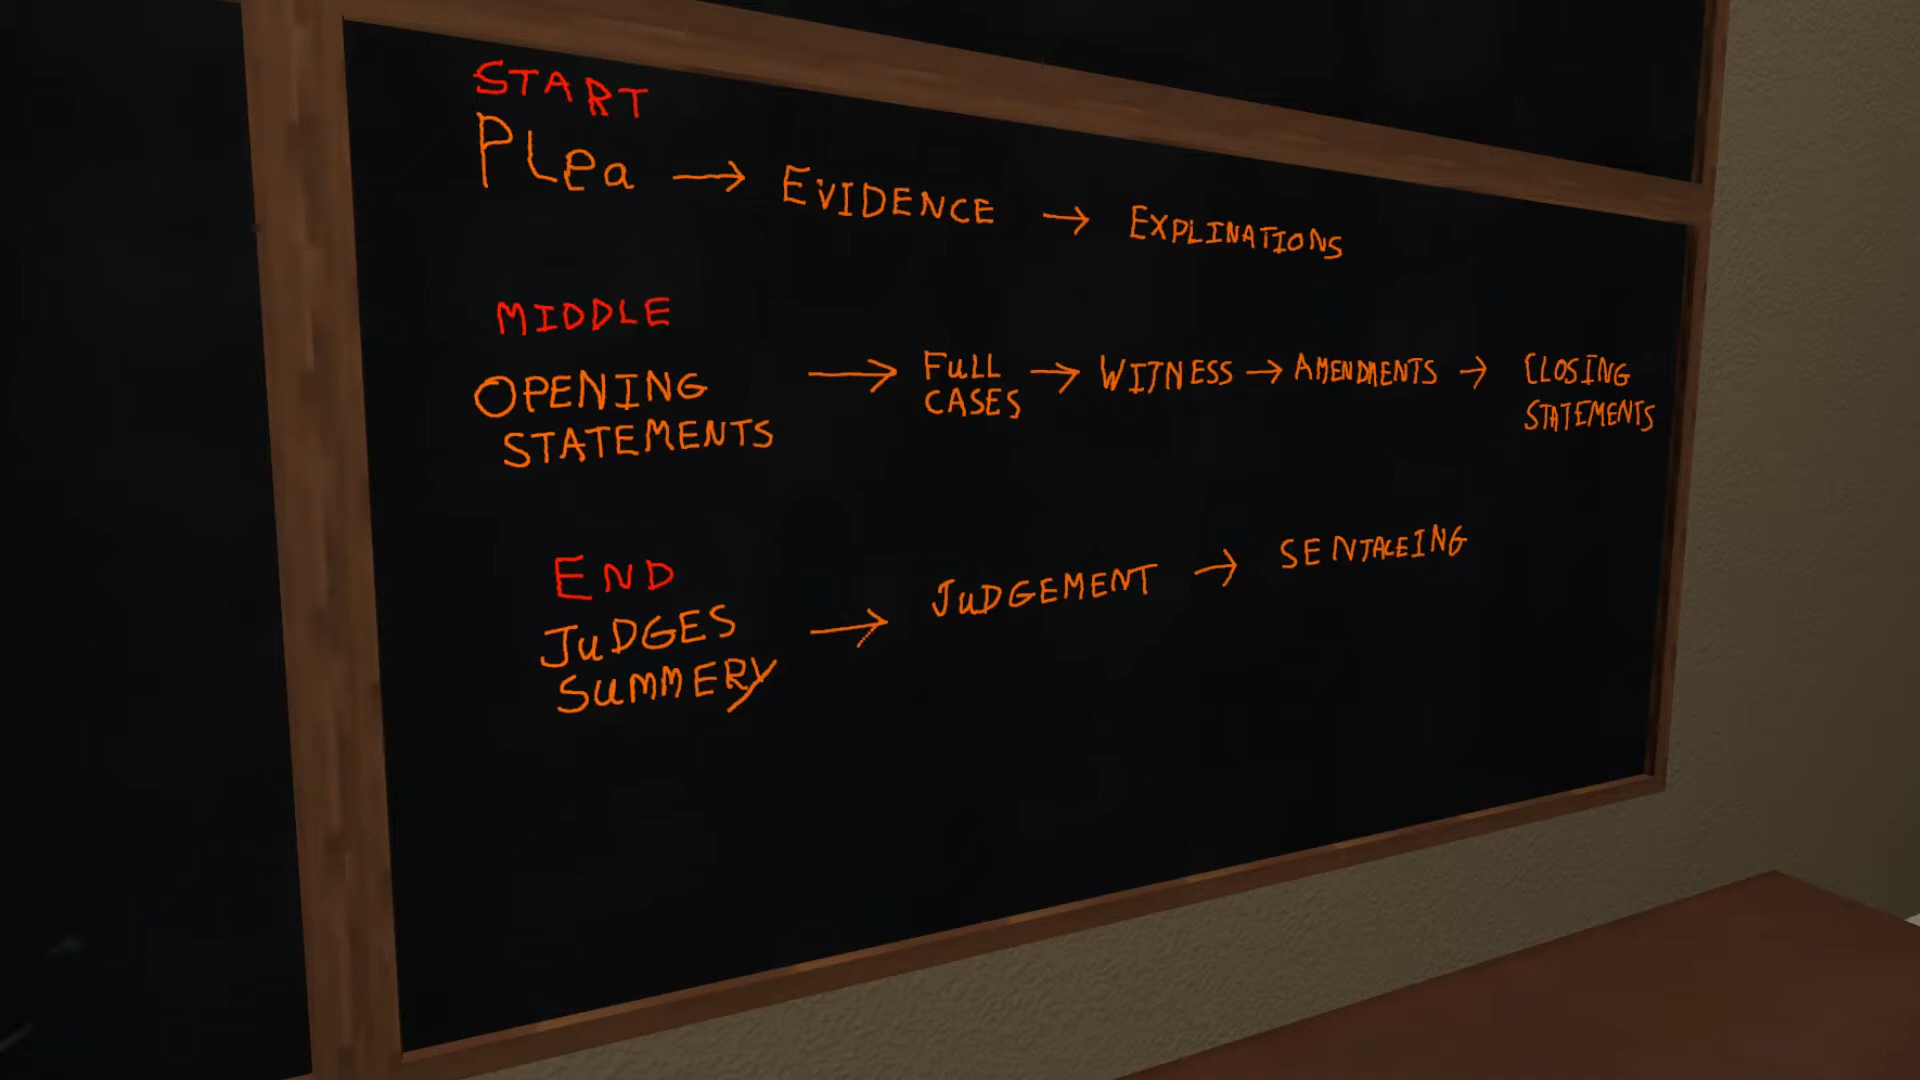 START
PLea → EVIDENCE → EXPLINATIONS
MIDDLE
OPENING STATEMENTS → FuLL CASES → WITNESS → AMENDMENTS → CLOSING STATEMENTS
END
JuDGES SuMMERY → JuDGEMENT → SENTACEING